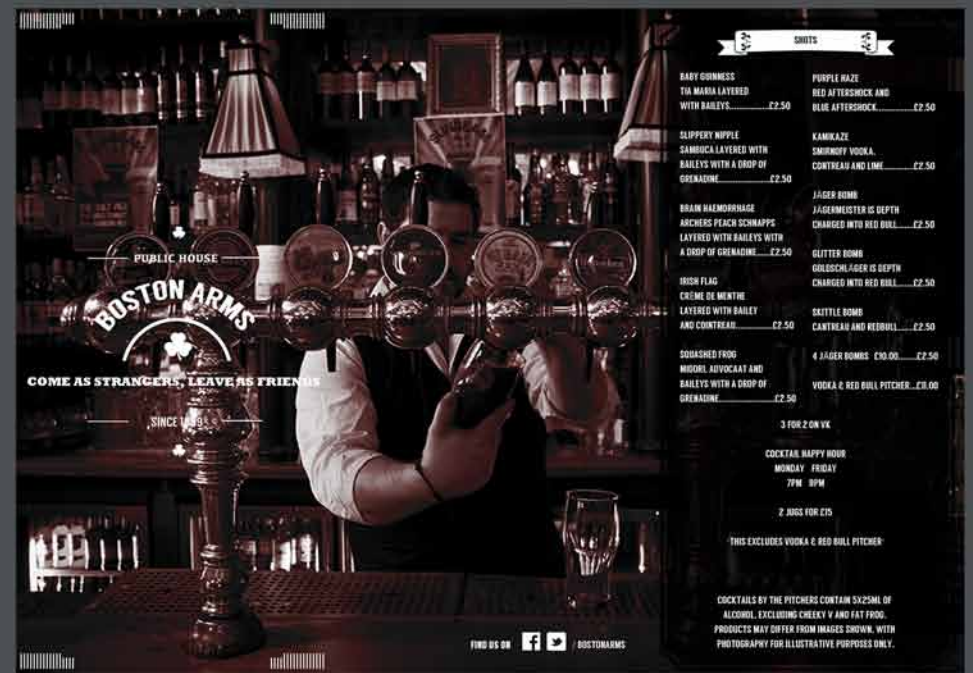 PUBLIC HOUSE
BOSTON ARMS
COME AS STRANGERS, LEAVE AS FRIENDS
SINCE
FIND US ON
/BOSTONARMS
SHOTS
BABY GUINNESS
TIA MARIA LAYERED
WITH BAILEYS..............£2.50
SLIPPERY NIPPLE
SAMBUCA LAYERED WITH
BAILEYS WITH A DROP OF
GRENADINE..................£2.50
BRAIN HAEMORRHAGE
ARCHERS PEACH SCHNAPPS
LAYERED WITH BAILEYS WITH
A DROP OF GRENADINE.....£2.50
IRISH FLAG
CRÈME DE MENTHE
LAYERED WITH BAILEY
AND COINTREAU.............£2.50
SQUASHED FROG
MIDORI, ADVOCAAT AND
BAILEYS WITH A DROP OF
GRENADINE..................£2.50
PURPLE HAZE
RED AFTERSHOCK AND
BLUE AFTERSHOCK.............£2.50
KAMIKAZE
SMIRNOFF VODKA,
CONTREAU AND LIME.........£2.50
JÄGER BOMB
JÄGERMEISTER IS DEPTH
CHARGED INTO RED BULL.....£2.50
GLITTER BOMB
GOLDSCHLÄGER IS DEPTH
CHARGED INTO RED BULL.....£2.50
SKITTLE BOMB
CANTREAU AND REDBULL.....£2.50
4 JÄGER BOMBS £10.00......£2.50
VODKA & RED BULL PITCHER...£11.00
3 FOR 2 ON VK
COCKTAIL HAPPY HOUR
MONDAY FRIDAY
7PM 8PM
2 JUGS FOR £15
THIS EXCLUDES VODKA & RED BULL PITCHER
COCKTAILS BY THE PITCHERS CONTAIN 5X25ML OF
ALCOHOL, EXCLUDING CHEEKY V AND FAT FROG.
PRODUCTS MAY DIFFER FROM IMAGES SHOWN, WITH
PHOTOGRAPHY FOR ILLUSTRATIVE PURPOSES ONLY.